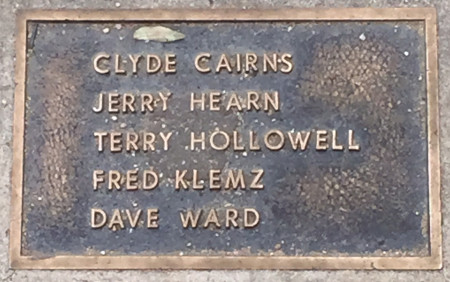 CLYDE CAIRNS
JERRY HEARN
TERRY HOLLOWELL
FRED KLEMZ
DAVE WARD